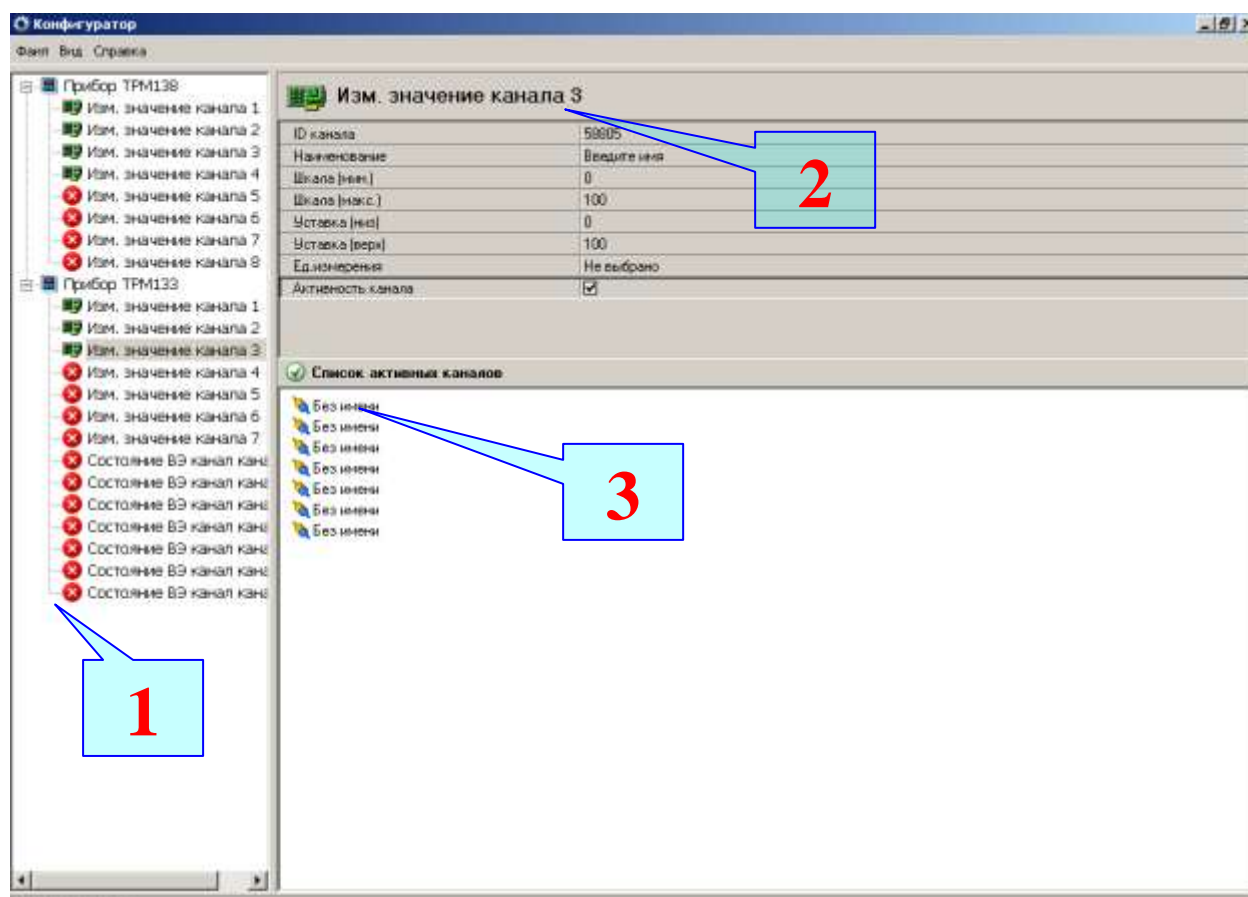 Конфигуратор
Файл Вид Справка
Прибор ТРМ138
Изм. значение канала 1
Изм. значение канала 2
Изм. значение канала 3
Изм. значение канала 4
Изм. значение канала 5
Изм. значение канала 6
Изм. значение канала 7
Изм. значение канала 8
Прибор ТРМ133
Изм. значение канала 1
Изм. значение канала 2
Изм. значение канала 3
Изм. значение канала 4
Изм. значение канала 5
Изм. значение канала 6
Изм. значение канала 7
Состояние ВЭ канал кана
Состояние ВЭ канал кана
Состояние ВЭ канал кана
Состояние ВЭ канал кана
Состояние ВЭ канал кана
Состояние ВЭ канал кана
Состояние ВЭ канал кана
1
Изм. значение канала 3
ID канала 58805
Наименование Введите имя
Шкала (мин.) 0
Шкала (макс.) 100
Уставка (низ) 0
Уставка (верх) 100
Ед.измерения Не выбрано
Активность канала
2
Список активных каналов
Без имени
Без имени
Без имени
Без имени
Без имени
Без имени
Без имени
3